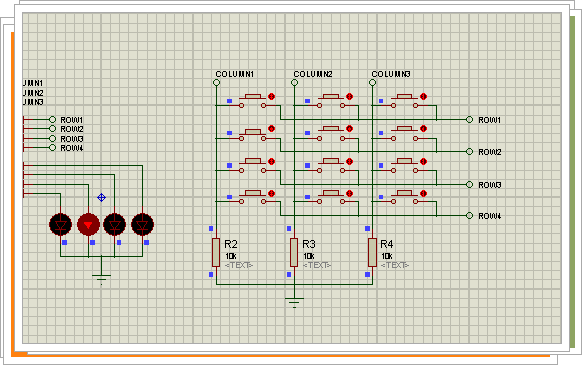 COLUMN1 COLUMN2 COLUMN3
UMN1
UMN2
UMN3
ROW1
ROW2
ROW3
ROW4
ROW1
ROW2
ROW3
ROW4
R2 R3 R4
10k 10k 10k
<TEXT> <TEXT> <TEXT>